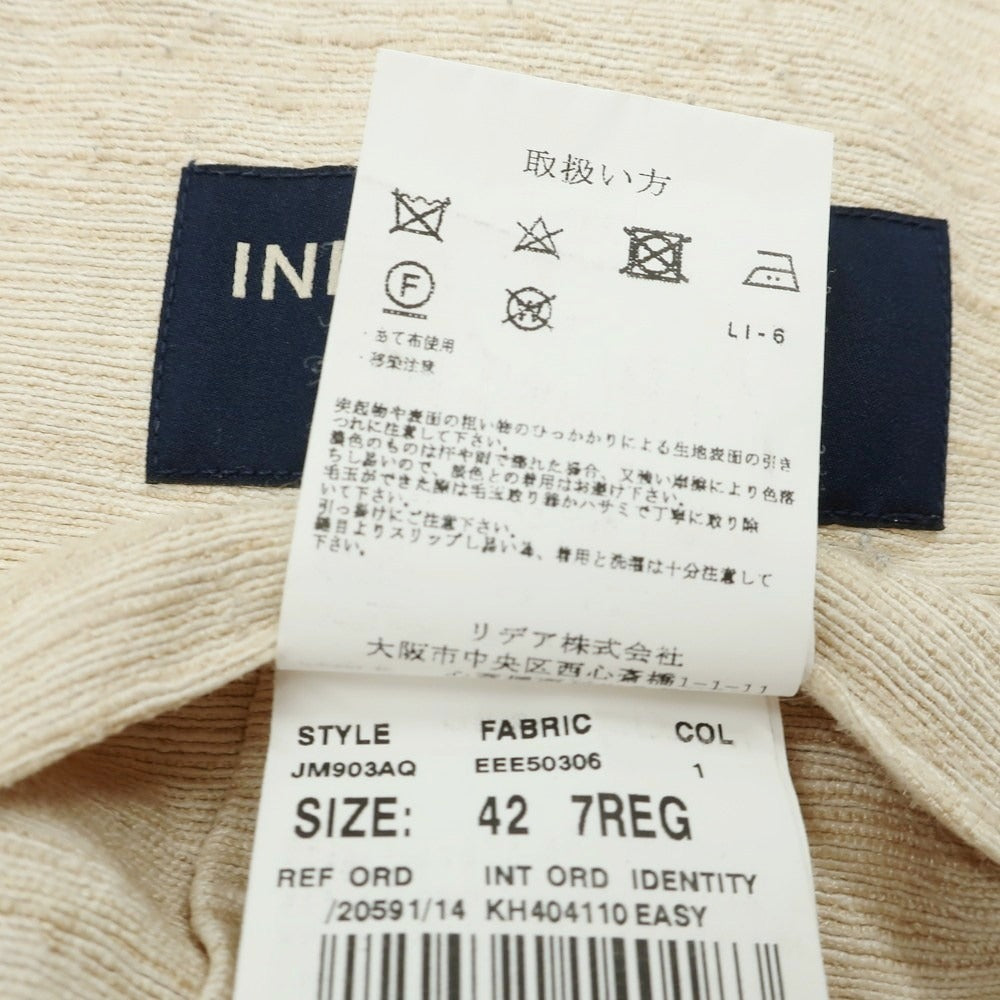 取扱い方
IN
F
W
LI-6
・あて布使用
・移染注意
突起物や表面の粗い物のひっかかりによる生地表面の引き
つれに注意して下さい。
濃色のものは汗や雨で濡れた場合、又強い摩擦により色落
ちし易いので、淡色との着用はお避け下さい。
毛玉ができた際は毛玉取り器かハサミで丁寧に取り除
いて下さい。
引っ掛けにご注意下さい。
縫目よりスリップし易い為、着用と洗濯は十分注意して
下さい。
リデア株式会社
大阪市中央区西心斎橋1-1-11
STYLE FABRIC COL
JM903AQ EEE50306 1
SIZE: 42 7REG
REF ORD INT ORD IDENTITY
/20591/14 KH404110 EASY